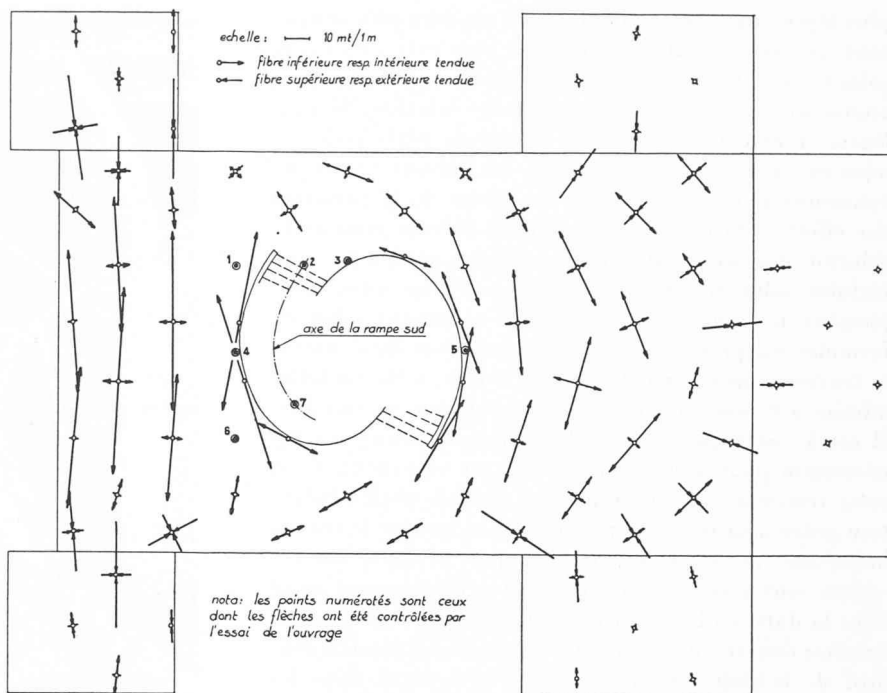 echelle: 10 mt/1m
fibre inférieure resp. intérieure tendue
fibre supérieure resp. extérieure tendue
1
2
3
axe de la rampe sud
4
5
7
6
nota: les points numérotés sont ceux
dont les flèches ont été contrôlées par
l'essai de l'ouvrage